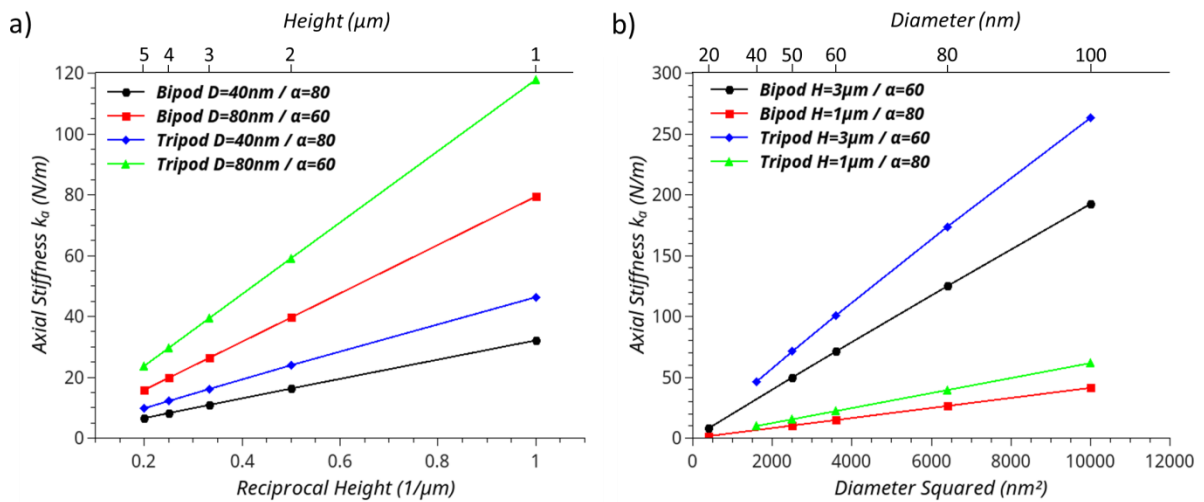 a)
Height (μm)
5 4 3 2 1
120
100
80
60
40
20
0
Axial Stiffness kₐ (N/m)
Bipod D=40nm / α=80
Bipod D=80nm / α=60
Tripod D=40nm / α=80
Tripod D=80nm / α=60
0.2 0.4 0.6 0.8 1
Reciprocal Height (1/μm)
b)
Diameter (nm)
20 40 50 60 80 100
300
250
200
150
100
50
0
Axial Stiffness kₐ (N/m)
Bipod H=3μm / α=60
Bipod H=1μm / α=80
Tripod H=3μm / α=60
Tripod H=1μm / α=80
0 2000 4000 6000 8000 10000 12000
Diameter Squared (nm²)